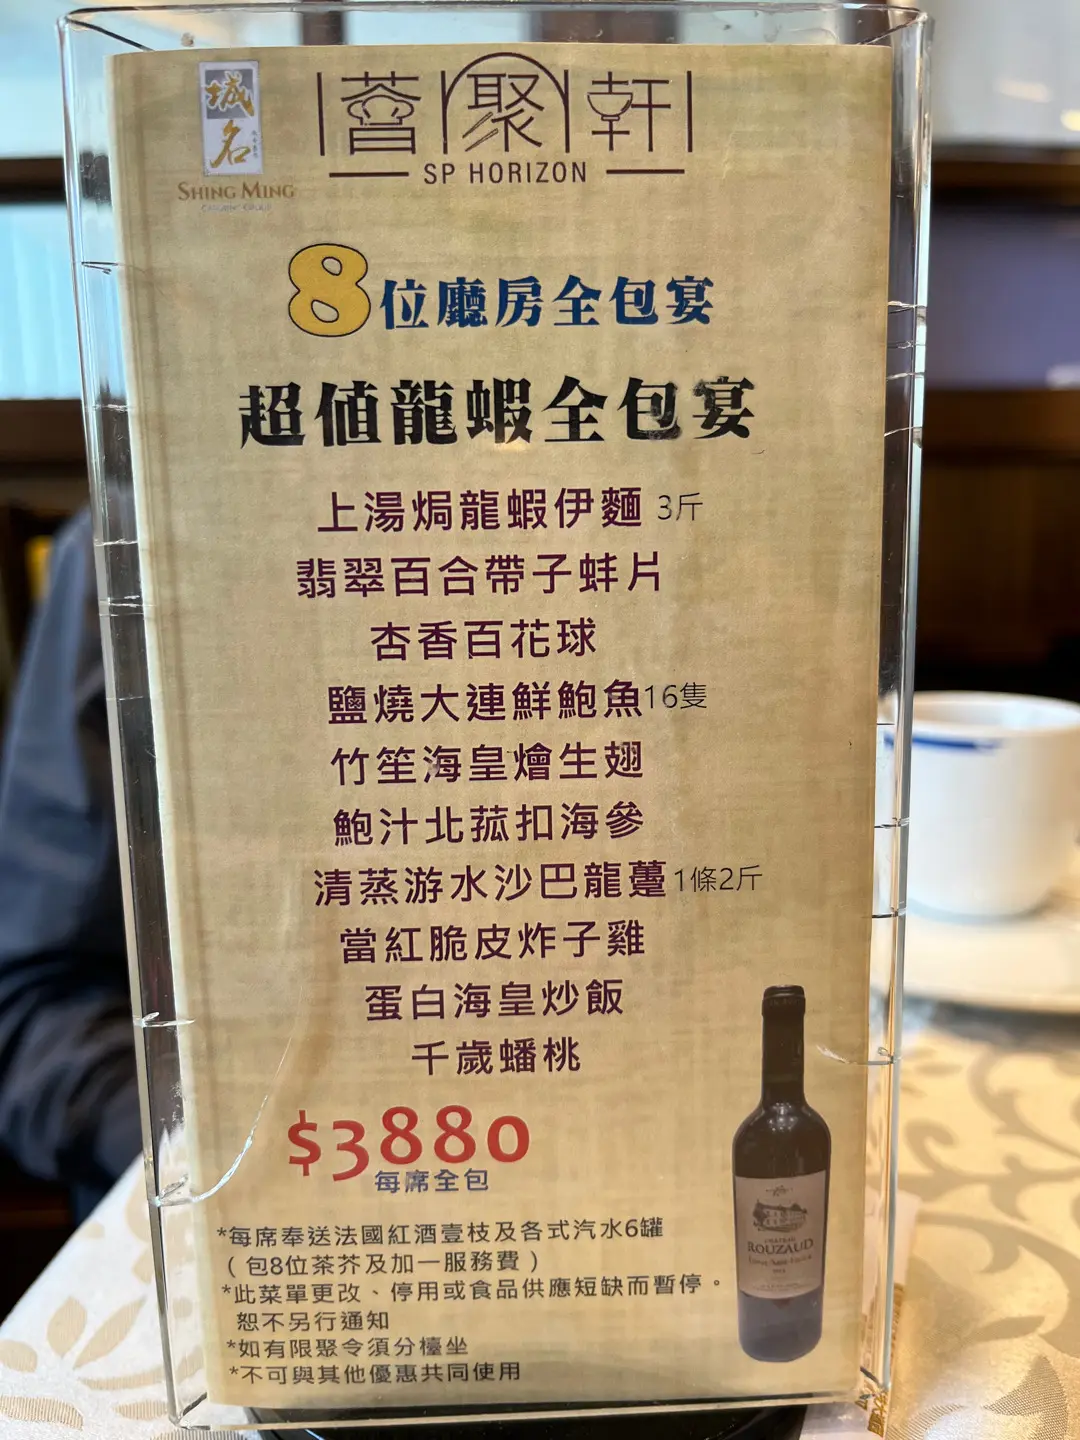 城名
SHING MING
薈聚軒
SP HORIZON
8位廳房全包宴
超值龍蝦全包宴
上湯焗龍蝦伊麵 3斤
翡翠百合帶子蚌片
杏香百花球
鹽燒大連鮮鮑魚16隻
竹笙海皇燴生翅
鮑汁北菰扣海參
清蒸游水沙巴龍躉1條2斤
當紅脆皮炸子雞
蛋白海皇炒飯
千歲蟠桃
$3880
每席全包
*每席奉送法國紅酒壹枝及各式汽水6罐
(包8位茶芥及加一服務費)
*此菜單更改、停用或食品供應短缺而暫停。
恕不另行通知
*如有限聚令須分檯坐
*不可與其他優惠共同使用
CHATEAU
ROUZAUD